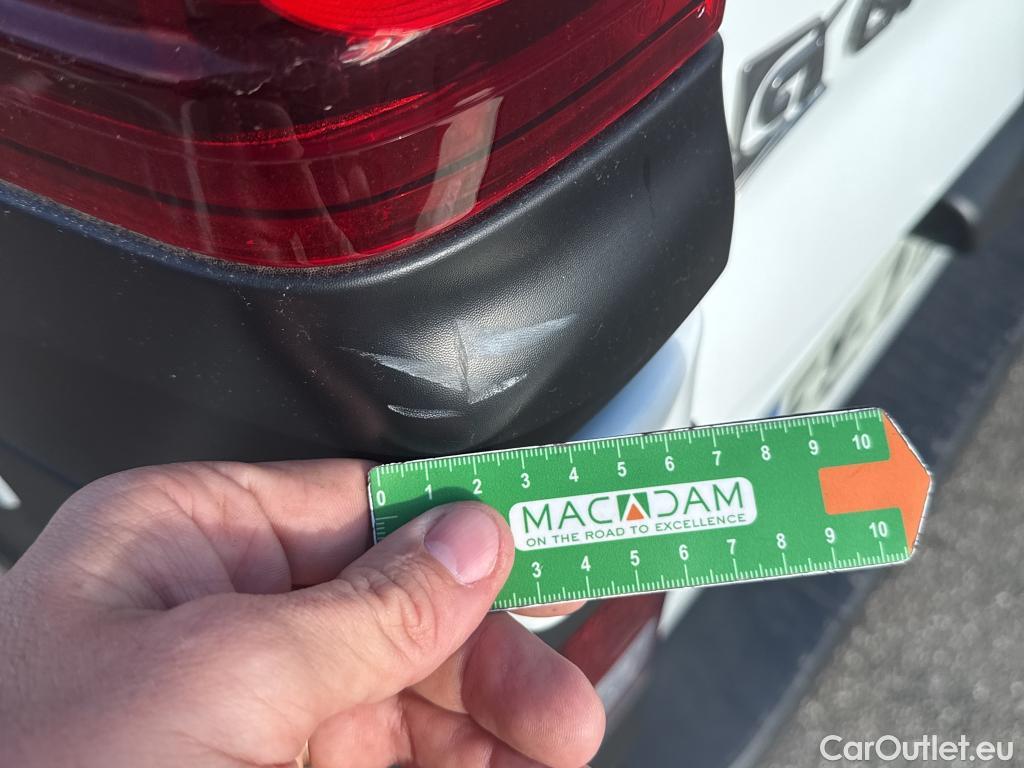 0 1 2 3 4 5 6 7 8 9 10
MACADAM
ON THE ROAD TO EXCELLENCE
3 4 5 6 7 8 9 10
CarOutlet.eu